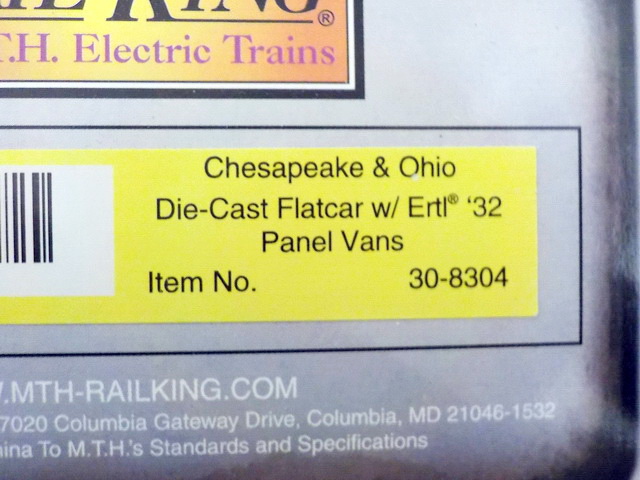 KING®
T.H. Electric Trains
Chesapeake & Ohio
Die-Cast Flatcar w/ Ertl® '32
Panel Vans
Item No. 30-8304
.MTH-RAILKING.COM
7020 Columbia Gateway Drive, Columbia, MD 21046-1532
ina To M.T.H.'s Standards and Specifications